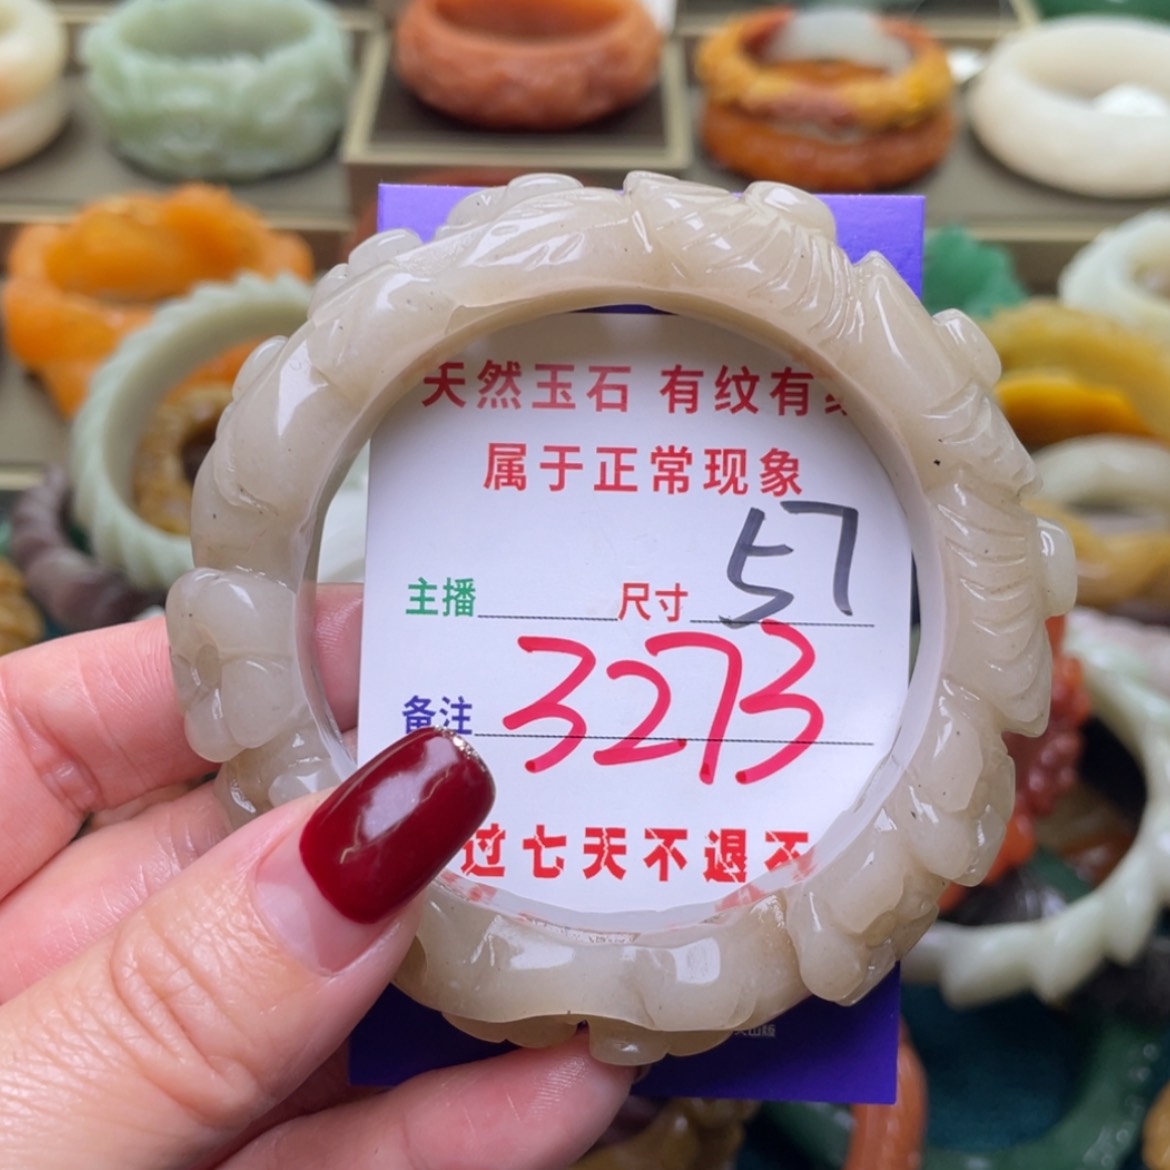 天然玉石 有纹有
属于正常现象
主播 尺寸 57
备注 3273
过七天不退不